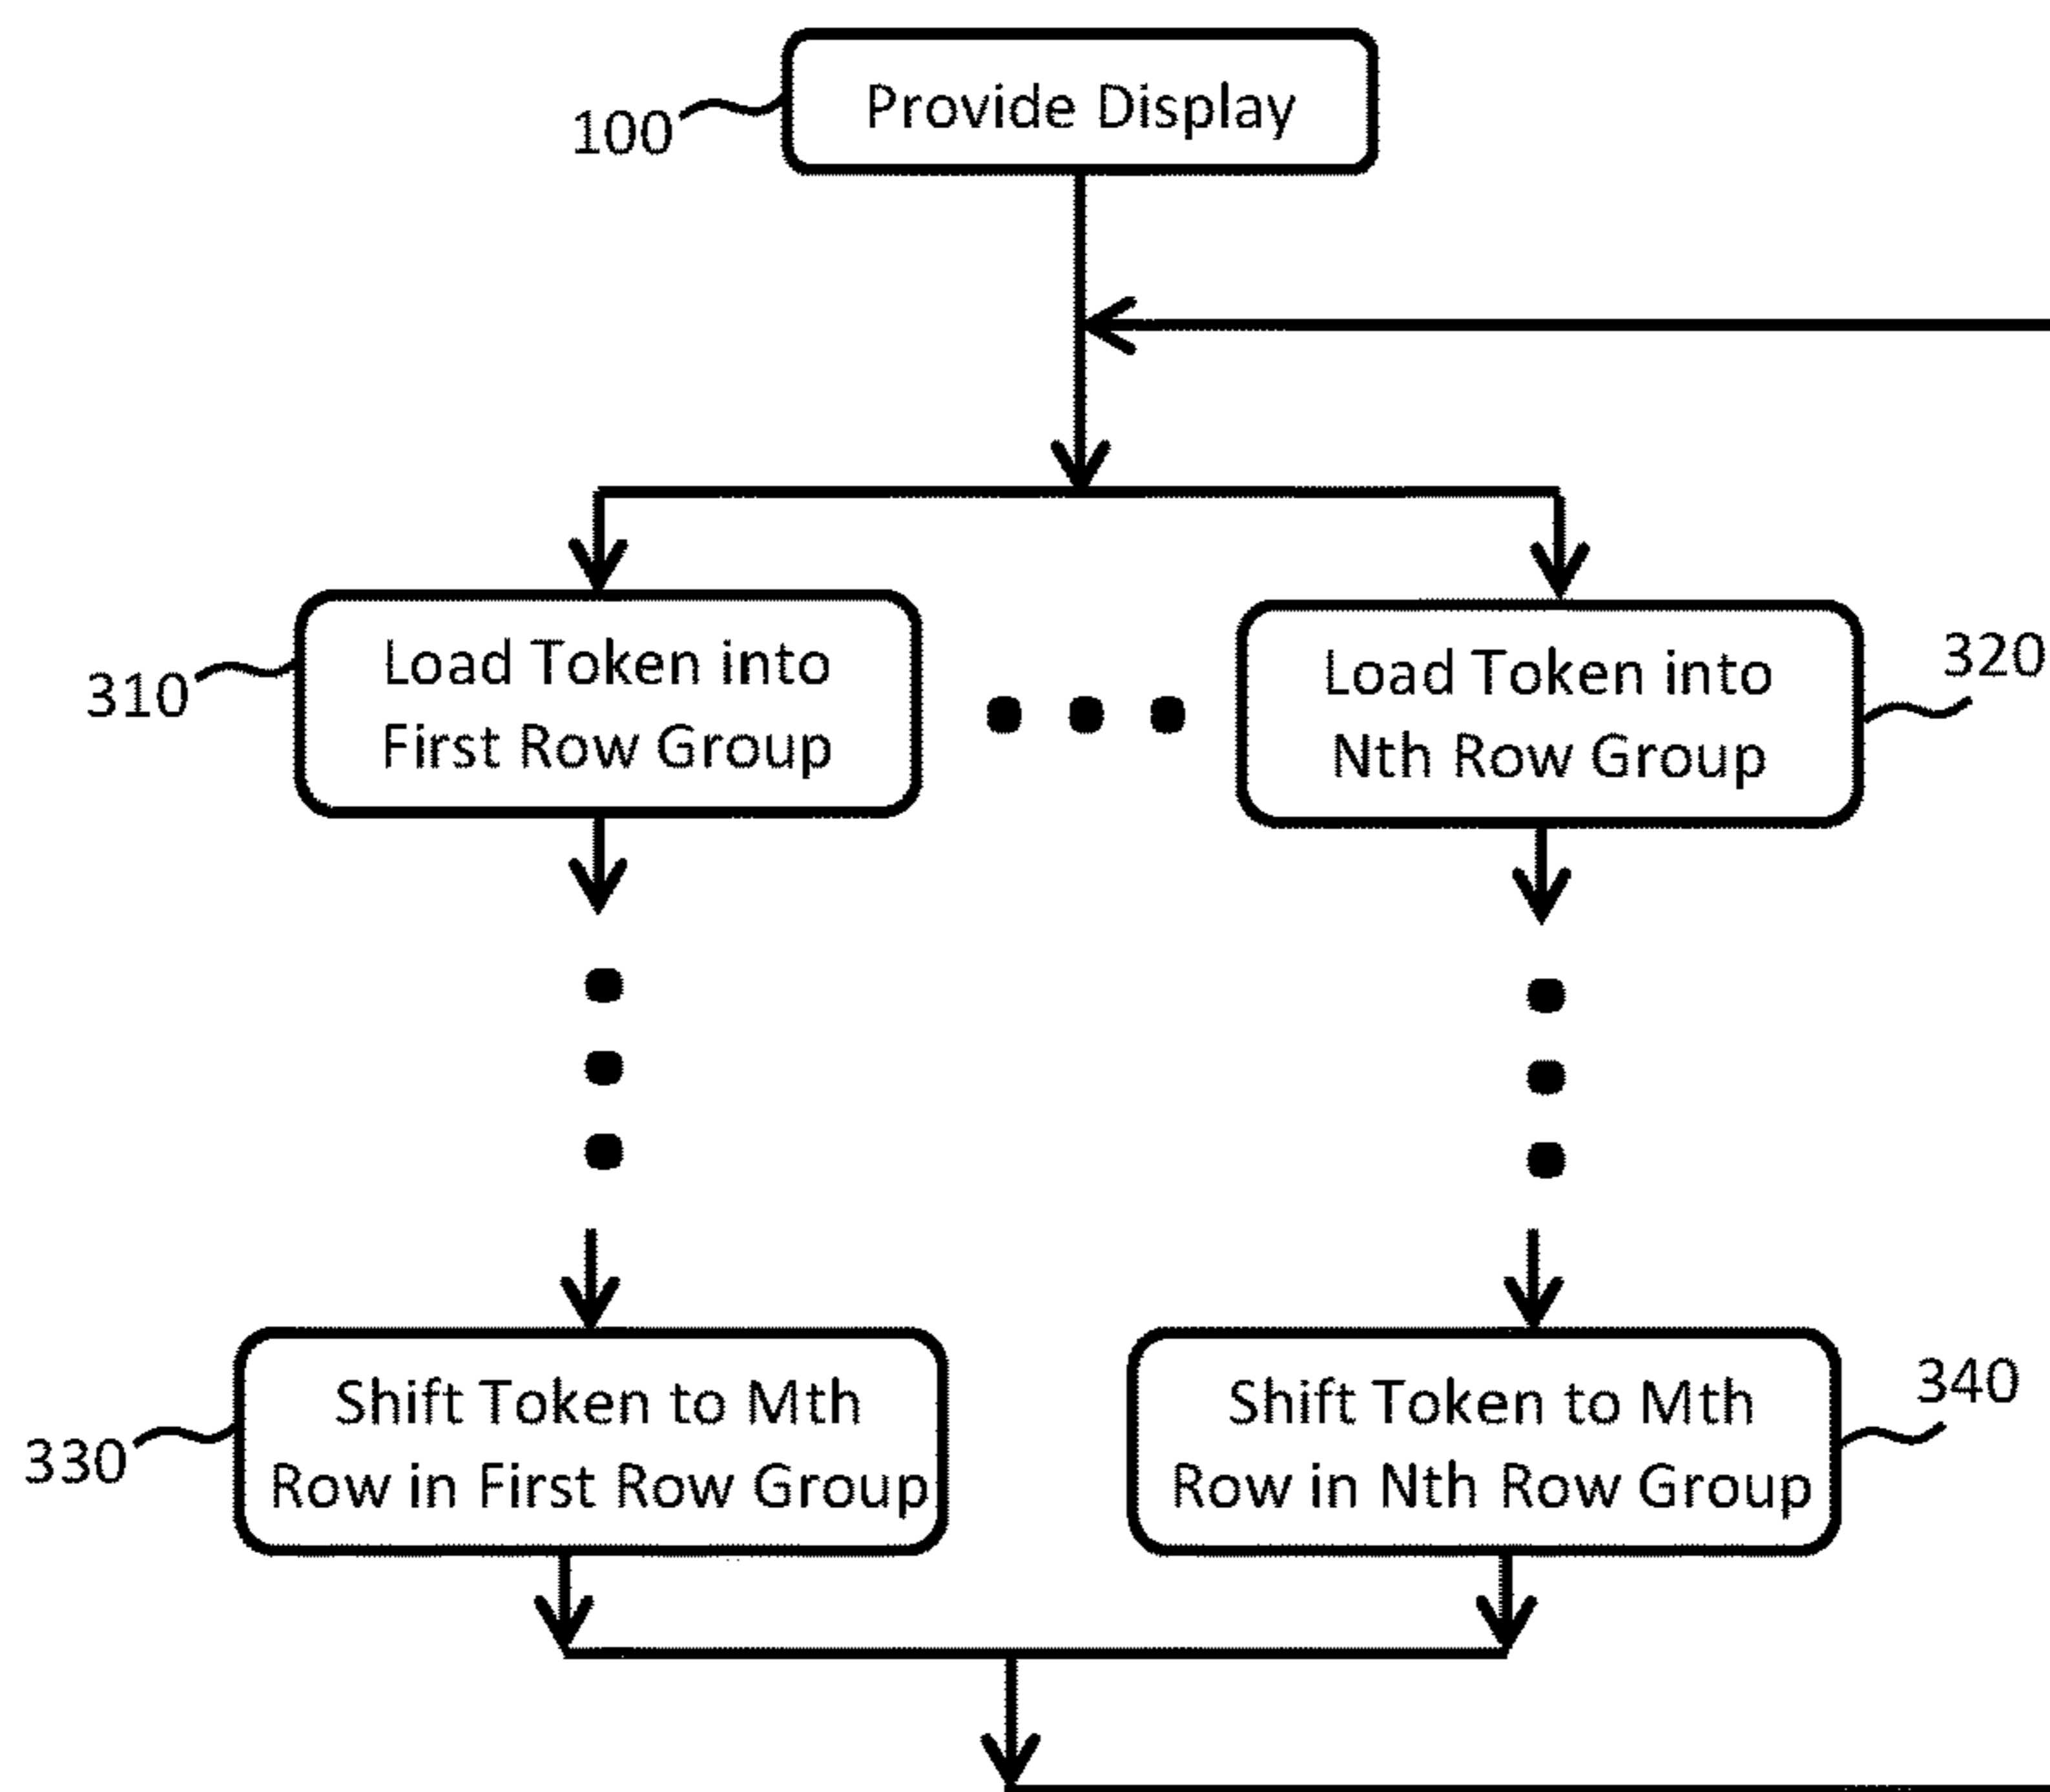 Provide Display
100
Load Token into
First Row Group
310
Load Token into
Nth Row Group
320
Shift Token to Mth
Row in First Row Group
330
Shift Token to Mth
Row in Nth Row Group
340